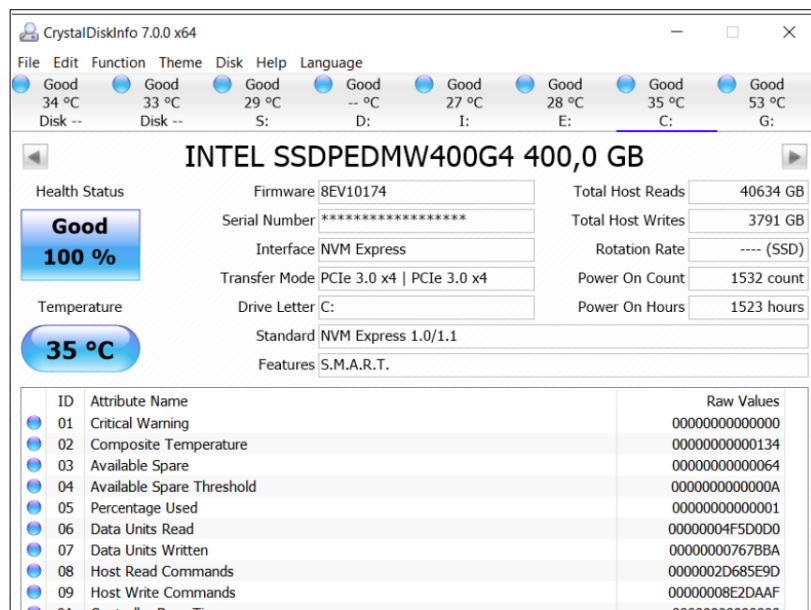 CrystalDiskInfo 7.0.0 x64
File Edit Function Theme Disk Help Language
Good Good Good Good Good Good Good Good
34 °C 33 °C 29 °C -- °C 27 °C 28 °C 35 °C 53 °C
Disk -- Disk -- S: D: I: E: C: G:
INTEL SSDPEDMW400G4 400,0 GB
Health Status
Good
100 %
Temperature
35 °C
Firmware 8EV10174
Serial Number ******************
Interface NVM Express
Transfer Mode PCIe 3.0 x4 | PCIe 3.0 x4
Drive Letter C:
Standard NVM Express 1.0/1.1
Features S.M.A.R.T.
Total Host Reads 40634 GB
Total Host Writes 3791 GB
Rotation Rate ---- (SSD)
Power On Count 1532 count
Power On Hours 1523 hours
ID Attribute Name Raw Values
01 Critical Warning 00000000000000
02 Composite Temperature 00000000000134
03 Available Spare 00000000000064
04 Available Spare Threshold 0000000000000A
05 Percentage Used 00000000000001
06 Data Units Read 00000004F5D0D0
07 Data Units Written 00000000767BBA
08 Host Read Commands 0000002D685E9D
09 Host Write Commands 00000008E2DAAF